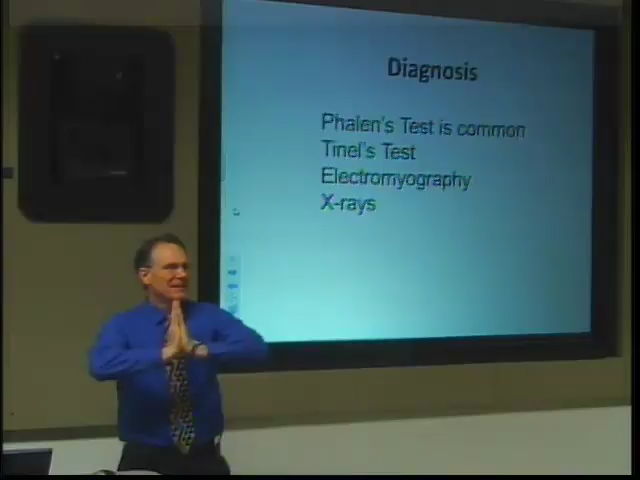 Diagnosis
Phalen's Test is common
Tinel's Test
Electromyography
X-rays